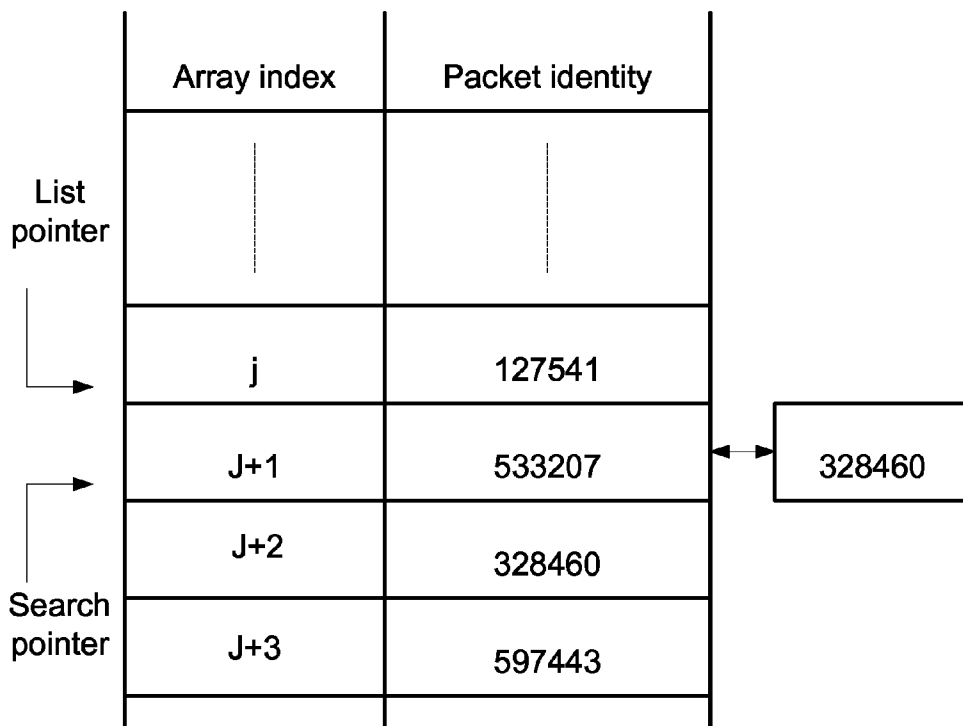 Array index Packet identity
List
pointer
j 127541
J+1 533207 328460
J+2 328460
Search
pointer
J+3 597443